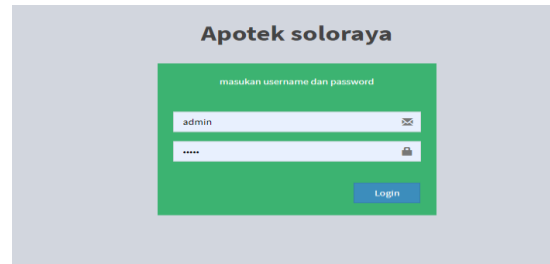 Apotek soloraya
masukan username dan password
admin
•••••
Login